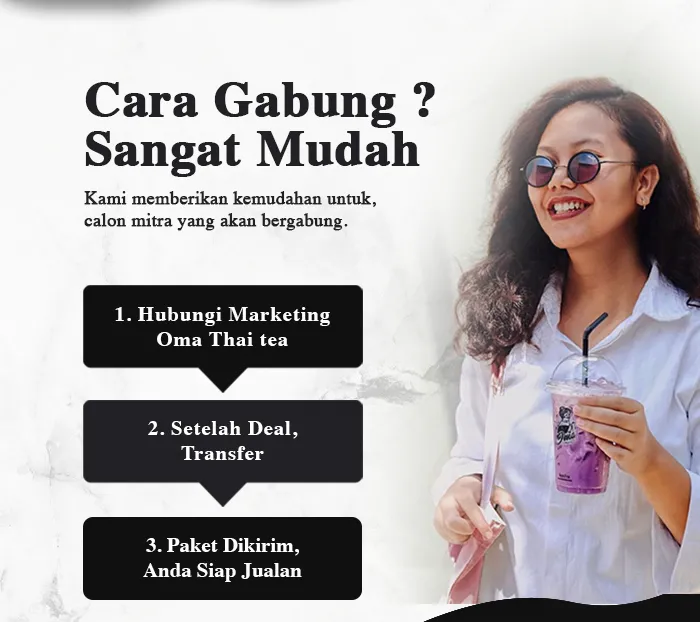 Cara Gabung ?
Sangat Mudah
Kami memberikan kemudahan untuk,
calon mitra yang akan bergabung.
1. Hubungi Marketing
Oma Thai tea
2. Setelah Deal,
Transfer
3. Paket Dikirim,
Anda Siap Jualan